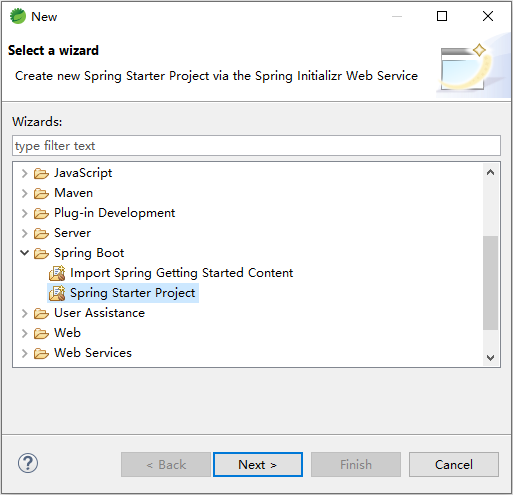 New
Select a wizard
Create new Spring Starter Project via the Spring Initializr Web Service
Wizards:
type filter text
JavaScript
Maven
Plug-in Development
Server
Spring Boot
Import Spring Getting Started Content
Spring Starter Project
User Assistance
Web
Web Services
?
< Back
Next >
Finish
Cancel